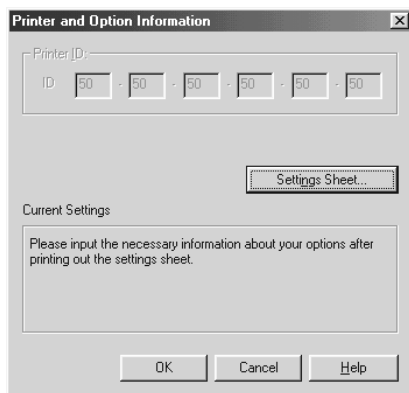 Printer and Option Information
Printer ID:
ID 50 - 50 - 50 - 50 - 50 - 50
Settings Sheet...
Current Settings
Please input the necessary information about your options after
printing out the settings sheet.
OK Cancel Help